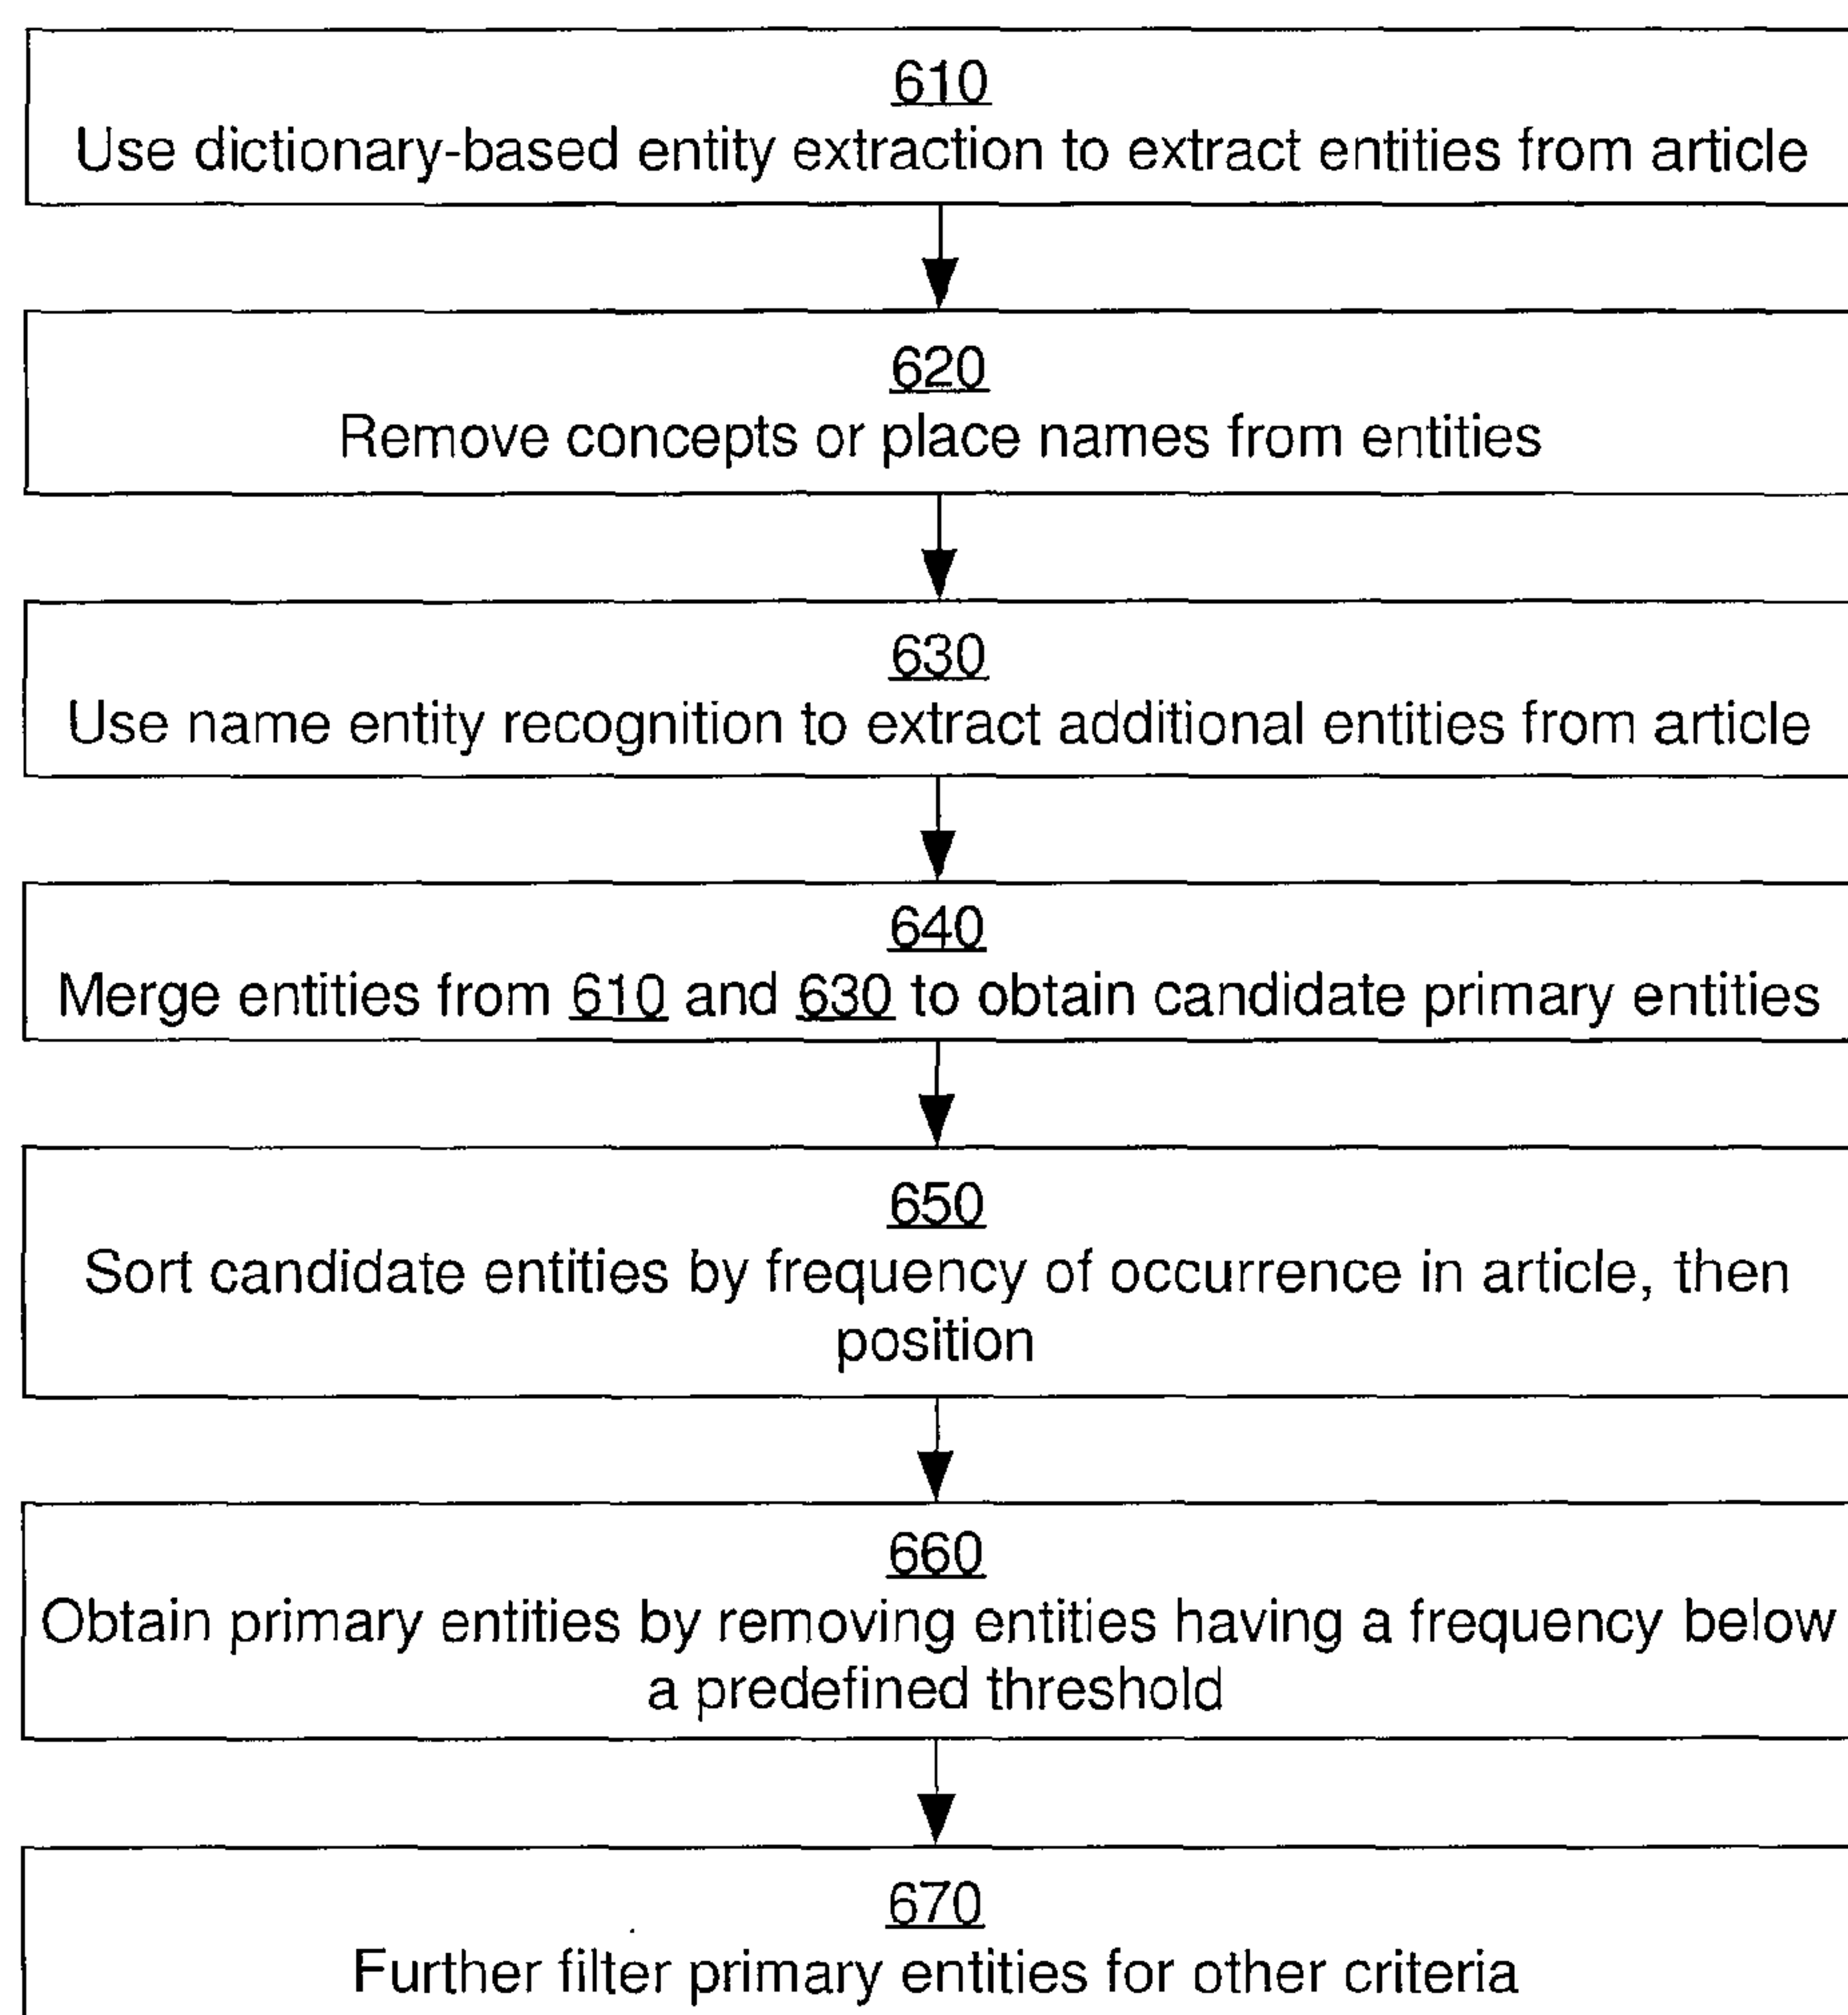 610
Use dictionary-based entity extraction to extract entities from article
620
Remove concepts or place names from entities
630
Use name entity recognition to extract additional entities from article
640
Merge entities from 610 and 630 to obtain candidate primary entities
650
Sort candidate entities by frequency of occurrence in article, then
position
660
Obtain primary entities by removing entities having a frequency below
a predefined threshold
670
Further filter primary entities for other criteria